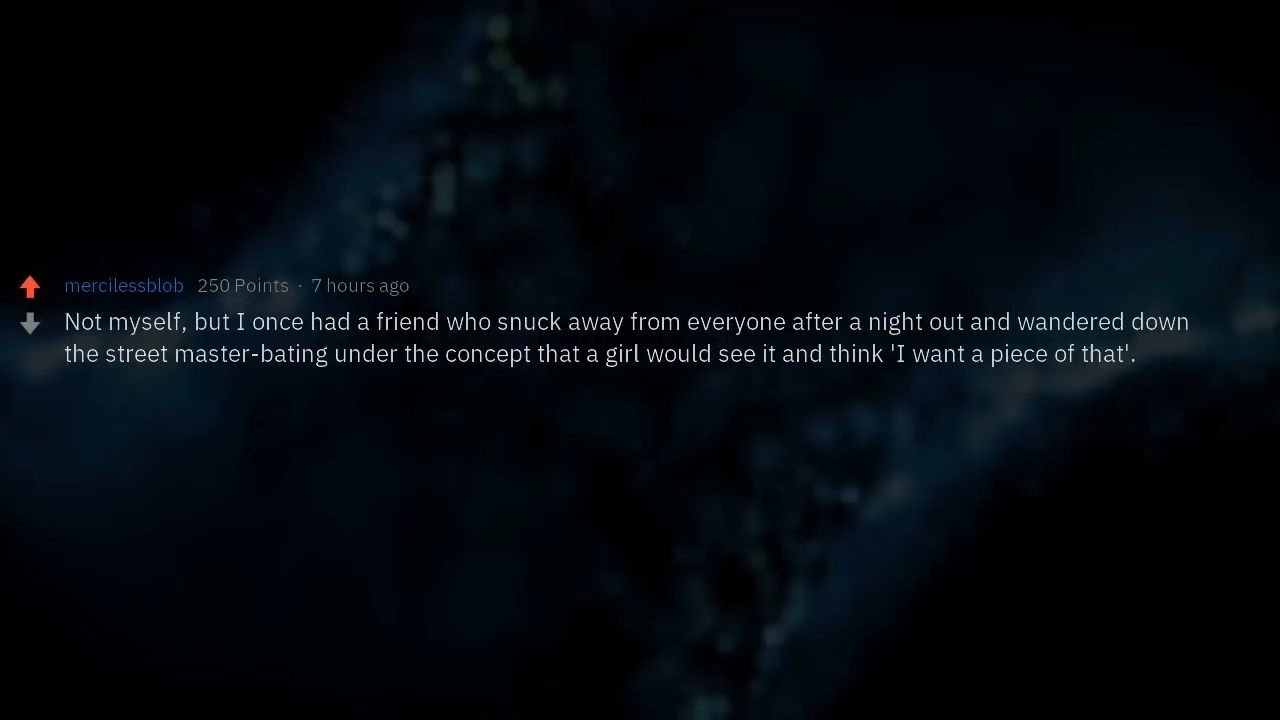 mercilessblob 250 Points · 7 hours ago
Not myself, but I once had a friend who snuck away from everyone after a night out and wandered down
the street master-bating under the concept that a girl would see it and think 'I want a piece of that'.